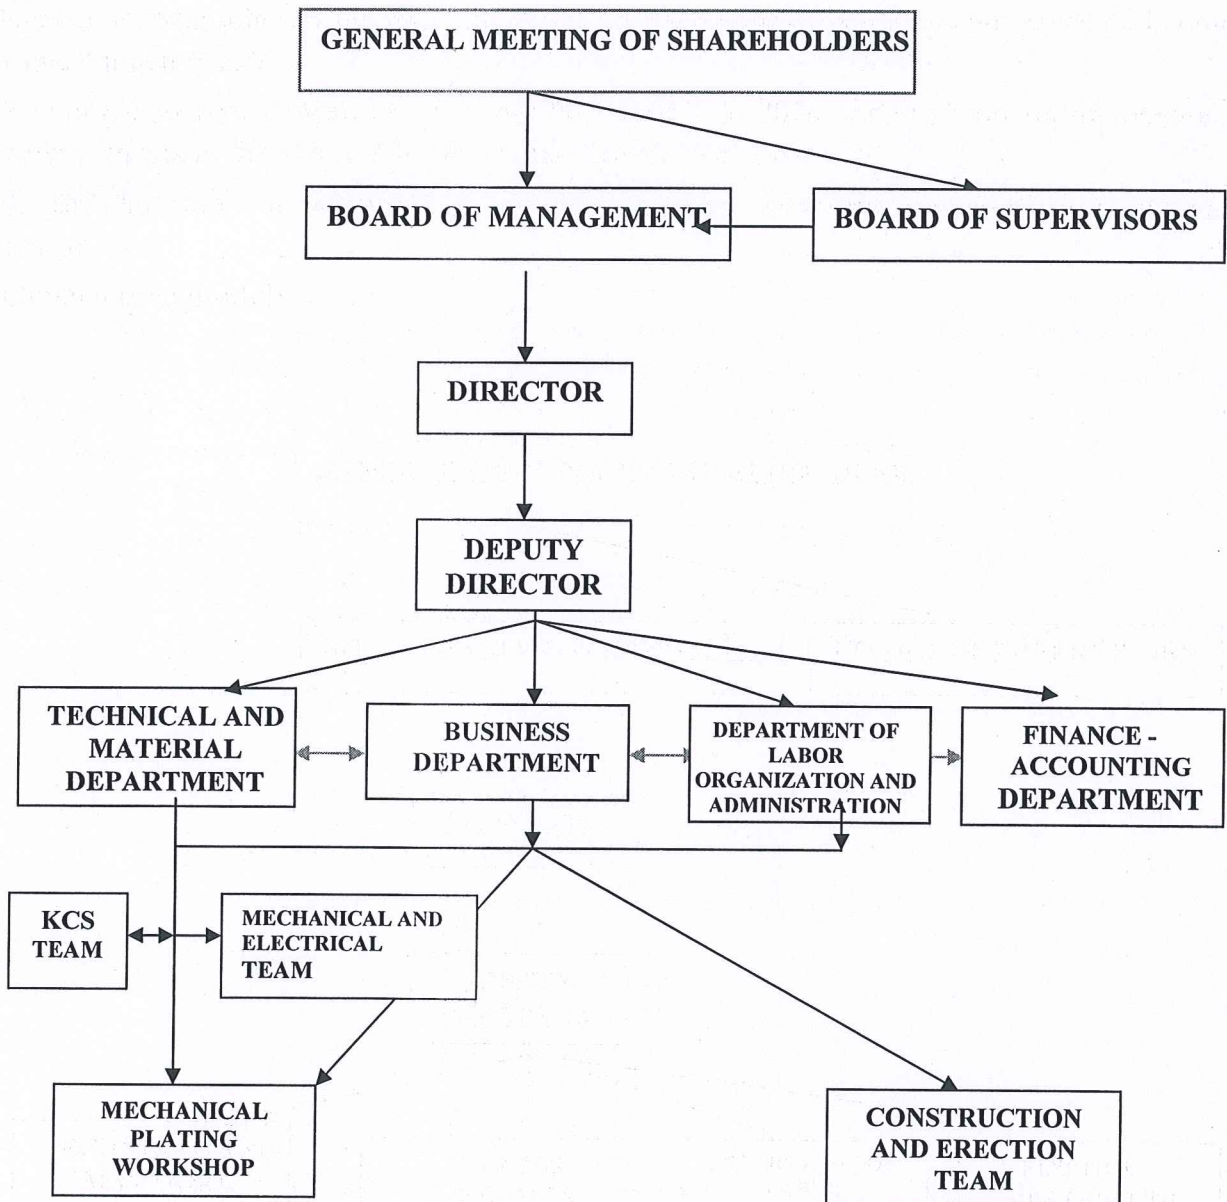 GENERAL MEETING OF SHAREHOLDERS
BOARD OF MANAGEMENT
BOARD OF SUPERVISORS
DIRECTOR
DEPUTY
DIRECTOR
TECHNICAL AND
MATERIAL
DEPARTMENT
BUSINESS
DEPARTMENT
DEPARTMENT OF
LABOR
ORGANIZATION AND
ADMINISTRATION
FINANCE -
ACCOUNTING
DEPARTMENT
KCS
TEAM
MECHANICAL AND
ELECTRICAL
TEAM
MECHANICAL
PLATING
WORKSHOP
CONSTRUCTION
AND ERECTION
TEAM